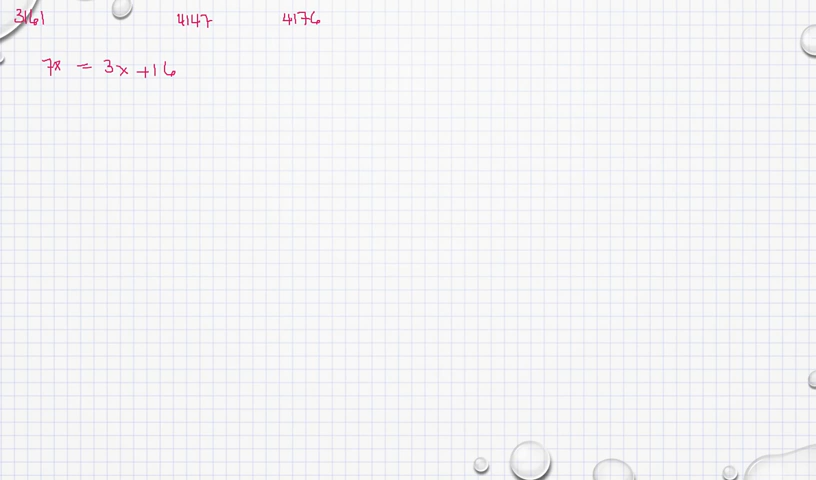 3161 4147 4176
7x = 3x + 16